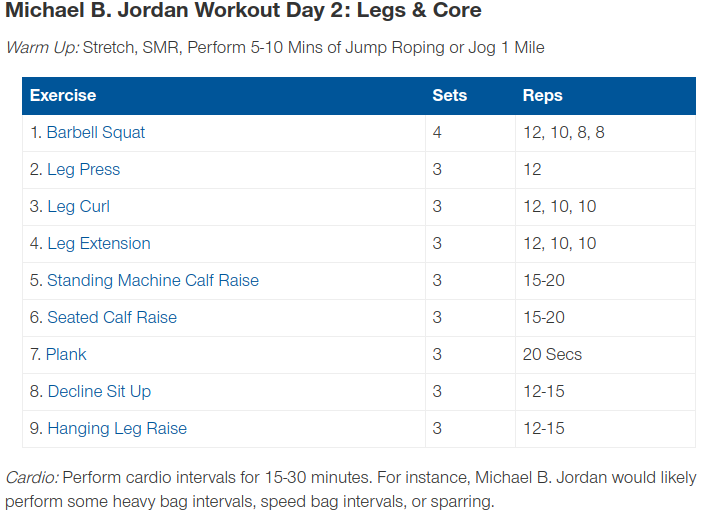 Michael B. Jordan Workout Day 2: Legs & Core
Warm Up: Stretch, SMR, Perform 5-10 Mins of Jump Roping or Jog 1 Mile
Exercise Sets Reps
1. Barbell Squat 4 12, 10, 8, 8
2. Leg Press 3 12
3. Leg Curl 3 12, 10, 10
4. Leg Extension 3 12, 10, 10
5. Standing Machine Calf Raise 3 15-20
6. Seated Calf Raise 3 15-20
7. Plank 3 20 Secs
8. Decline Sit Up 3 12-15
9. Hanging Leg Raise 3 12-15
Cardio: Perform cardio intervals for 15-30 minutes. For instance, Michael B. Jordan would likely
perform some heavy bag intervals, speed bag intervals, or sparring.